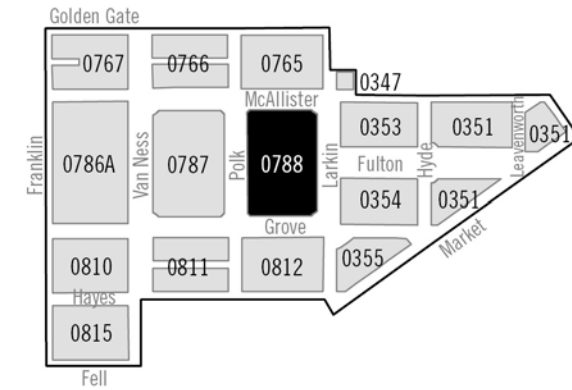 Golden Gate
0767
0766
0765
0347
McAllister
Franklin
0786A
Van Ness
0787
Polk
0788
Larkin
0353
Fulton
0354
Hyde
0351
0351
Leavenworth
0351
Market
Grove
0810
0811
0812
0355
Hayes
0815
Fell